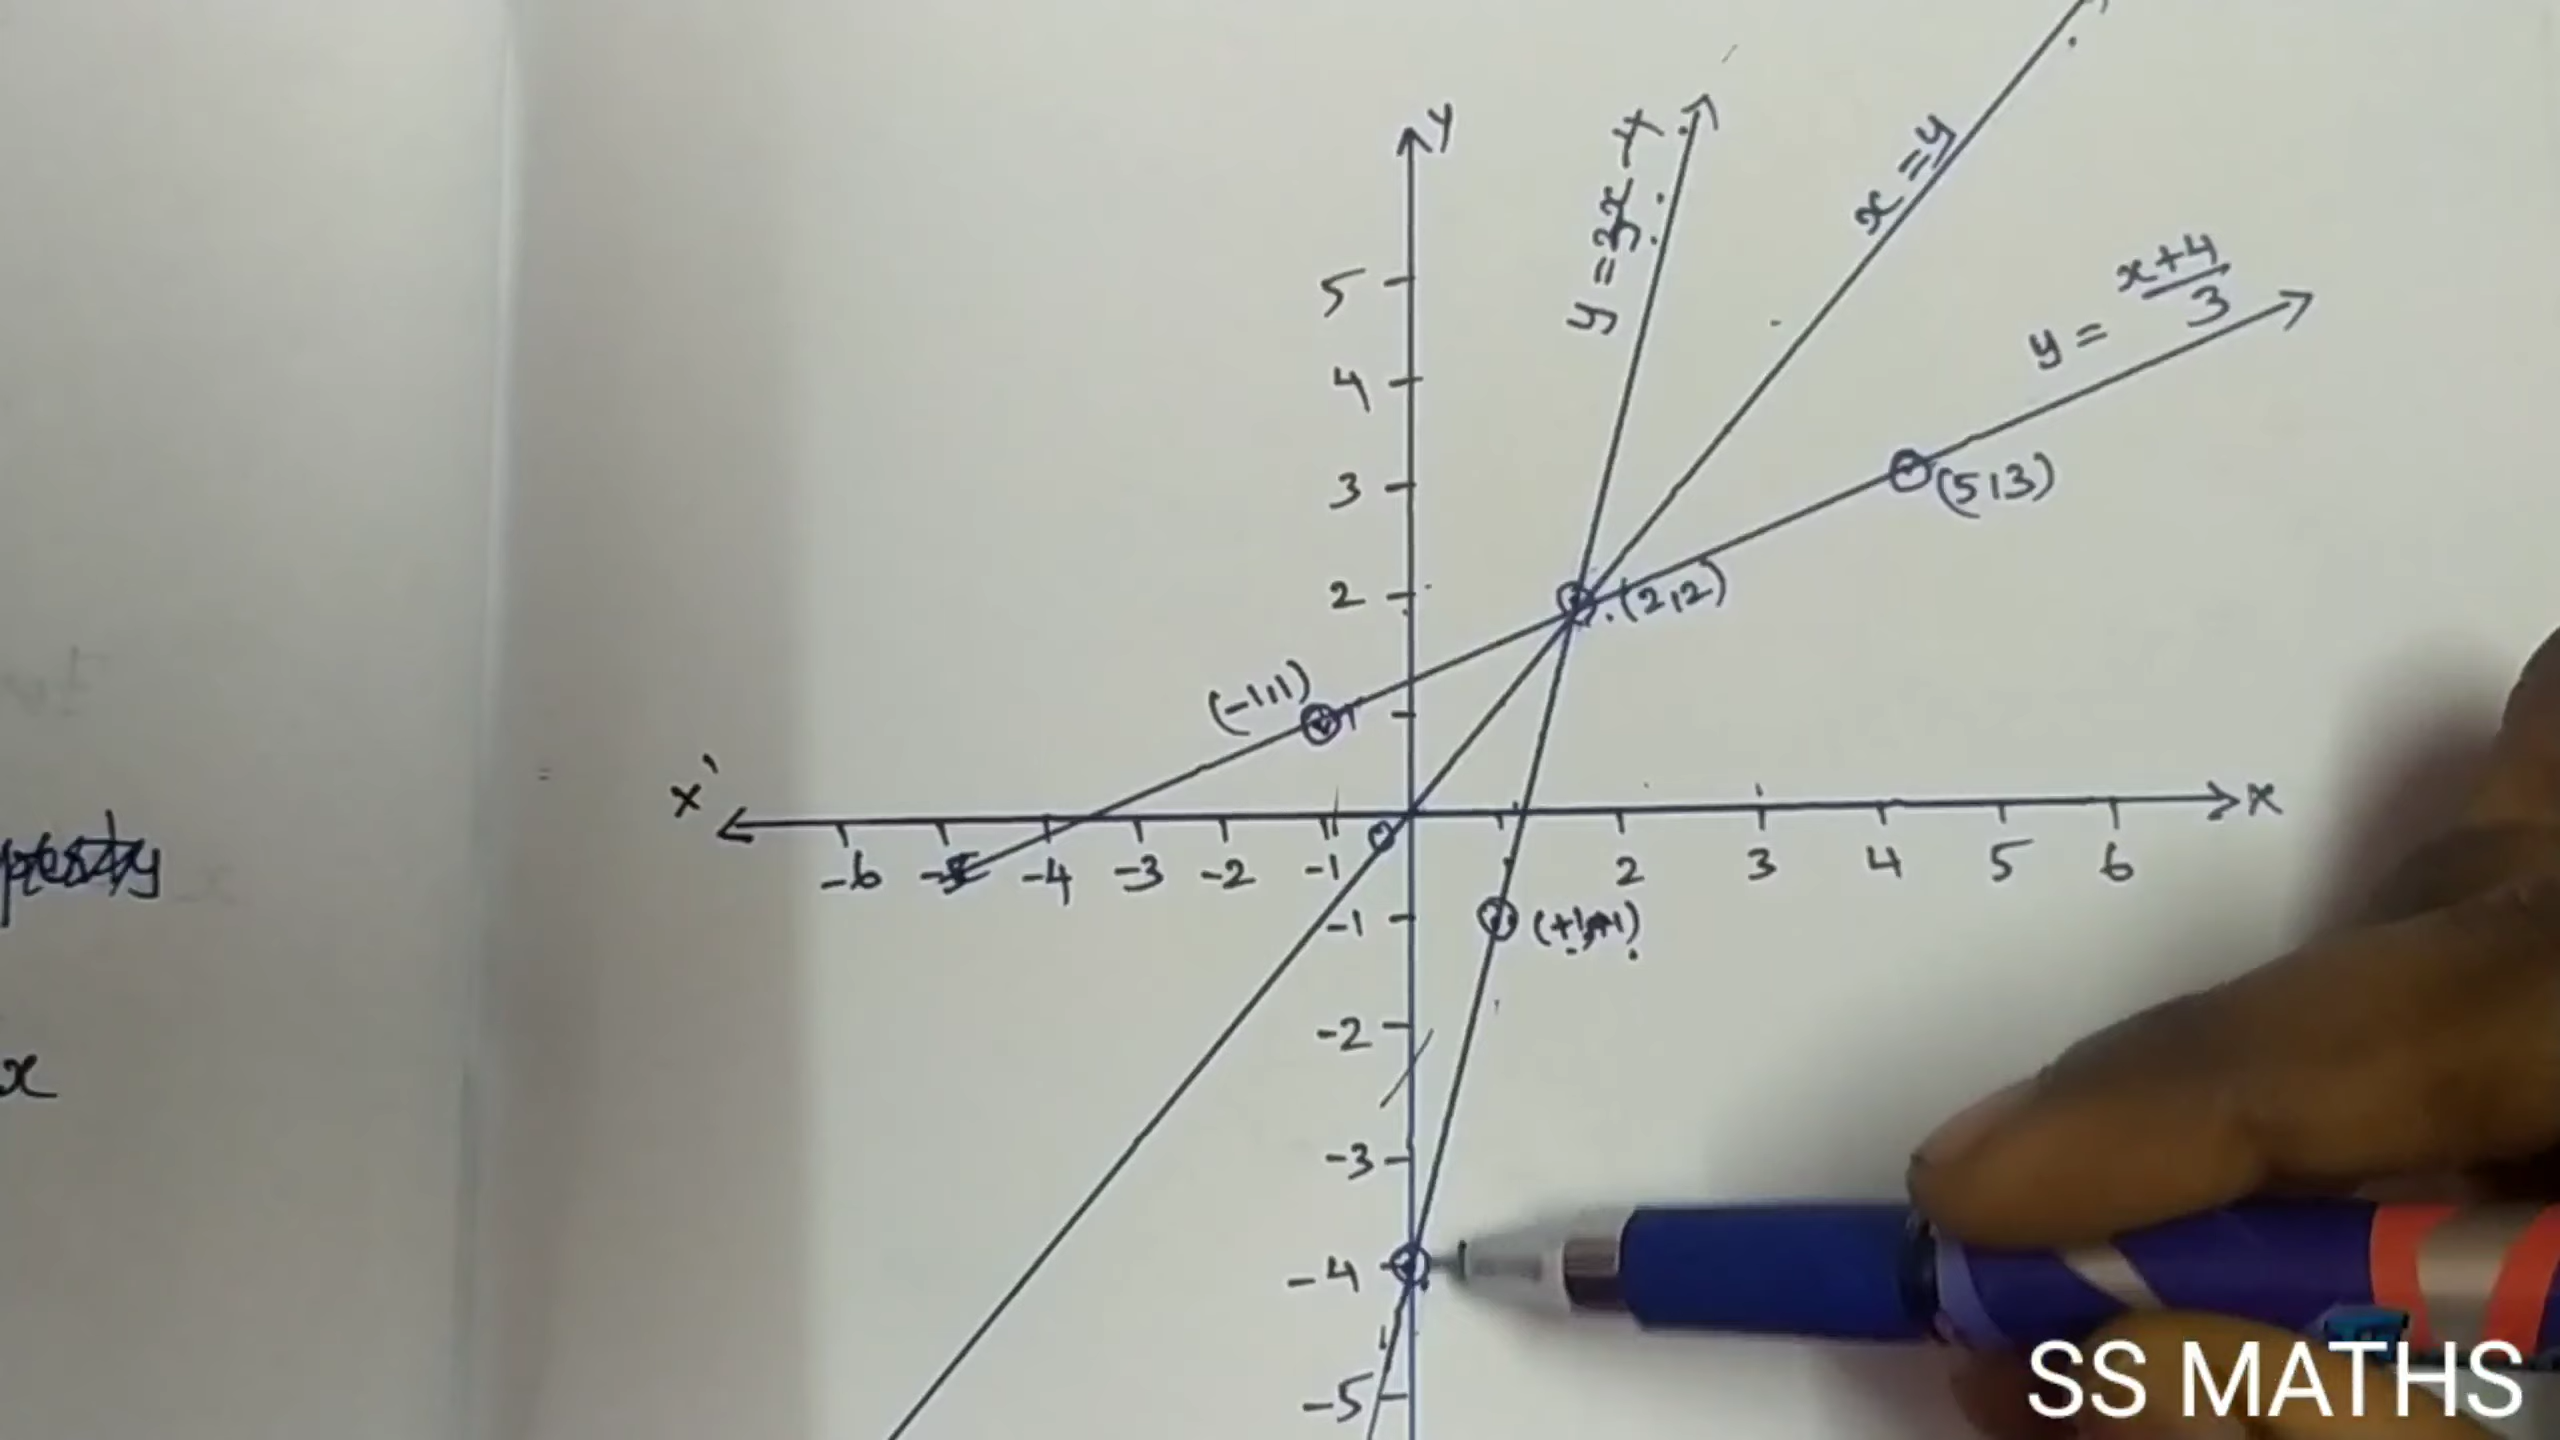 y
y = 3x - 4
x = y
y = x+4
3
5
4
3
2
(5,3)
(2,2)
(-1,1)
x'
x
-6
-4 -3 -2 -1 2 3 4 5 6
-1
x
-2
-3
-4
-5
SS MATHS